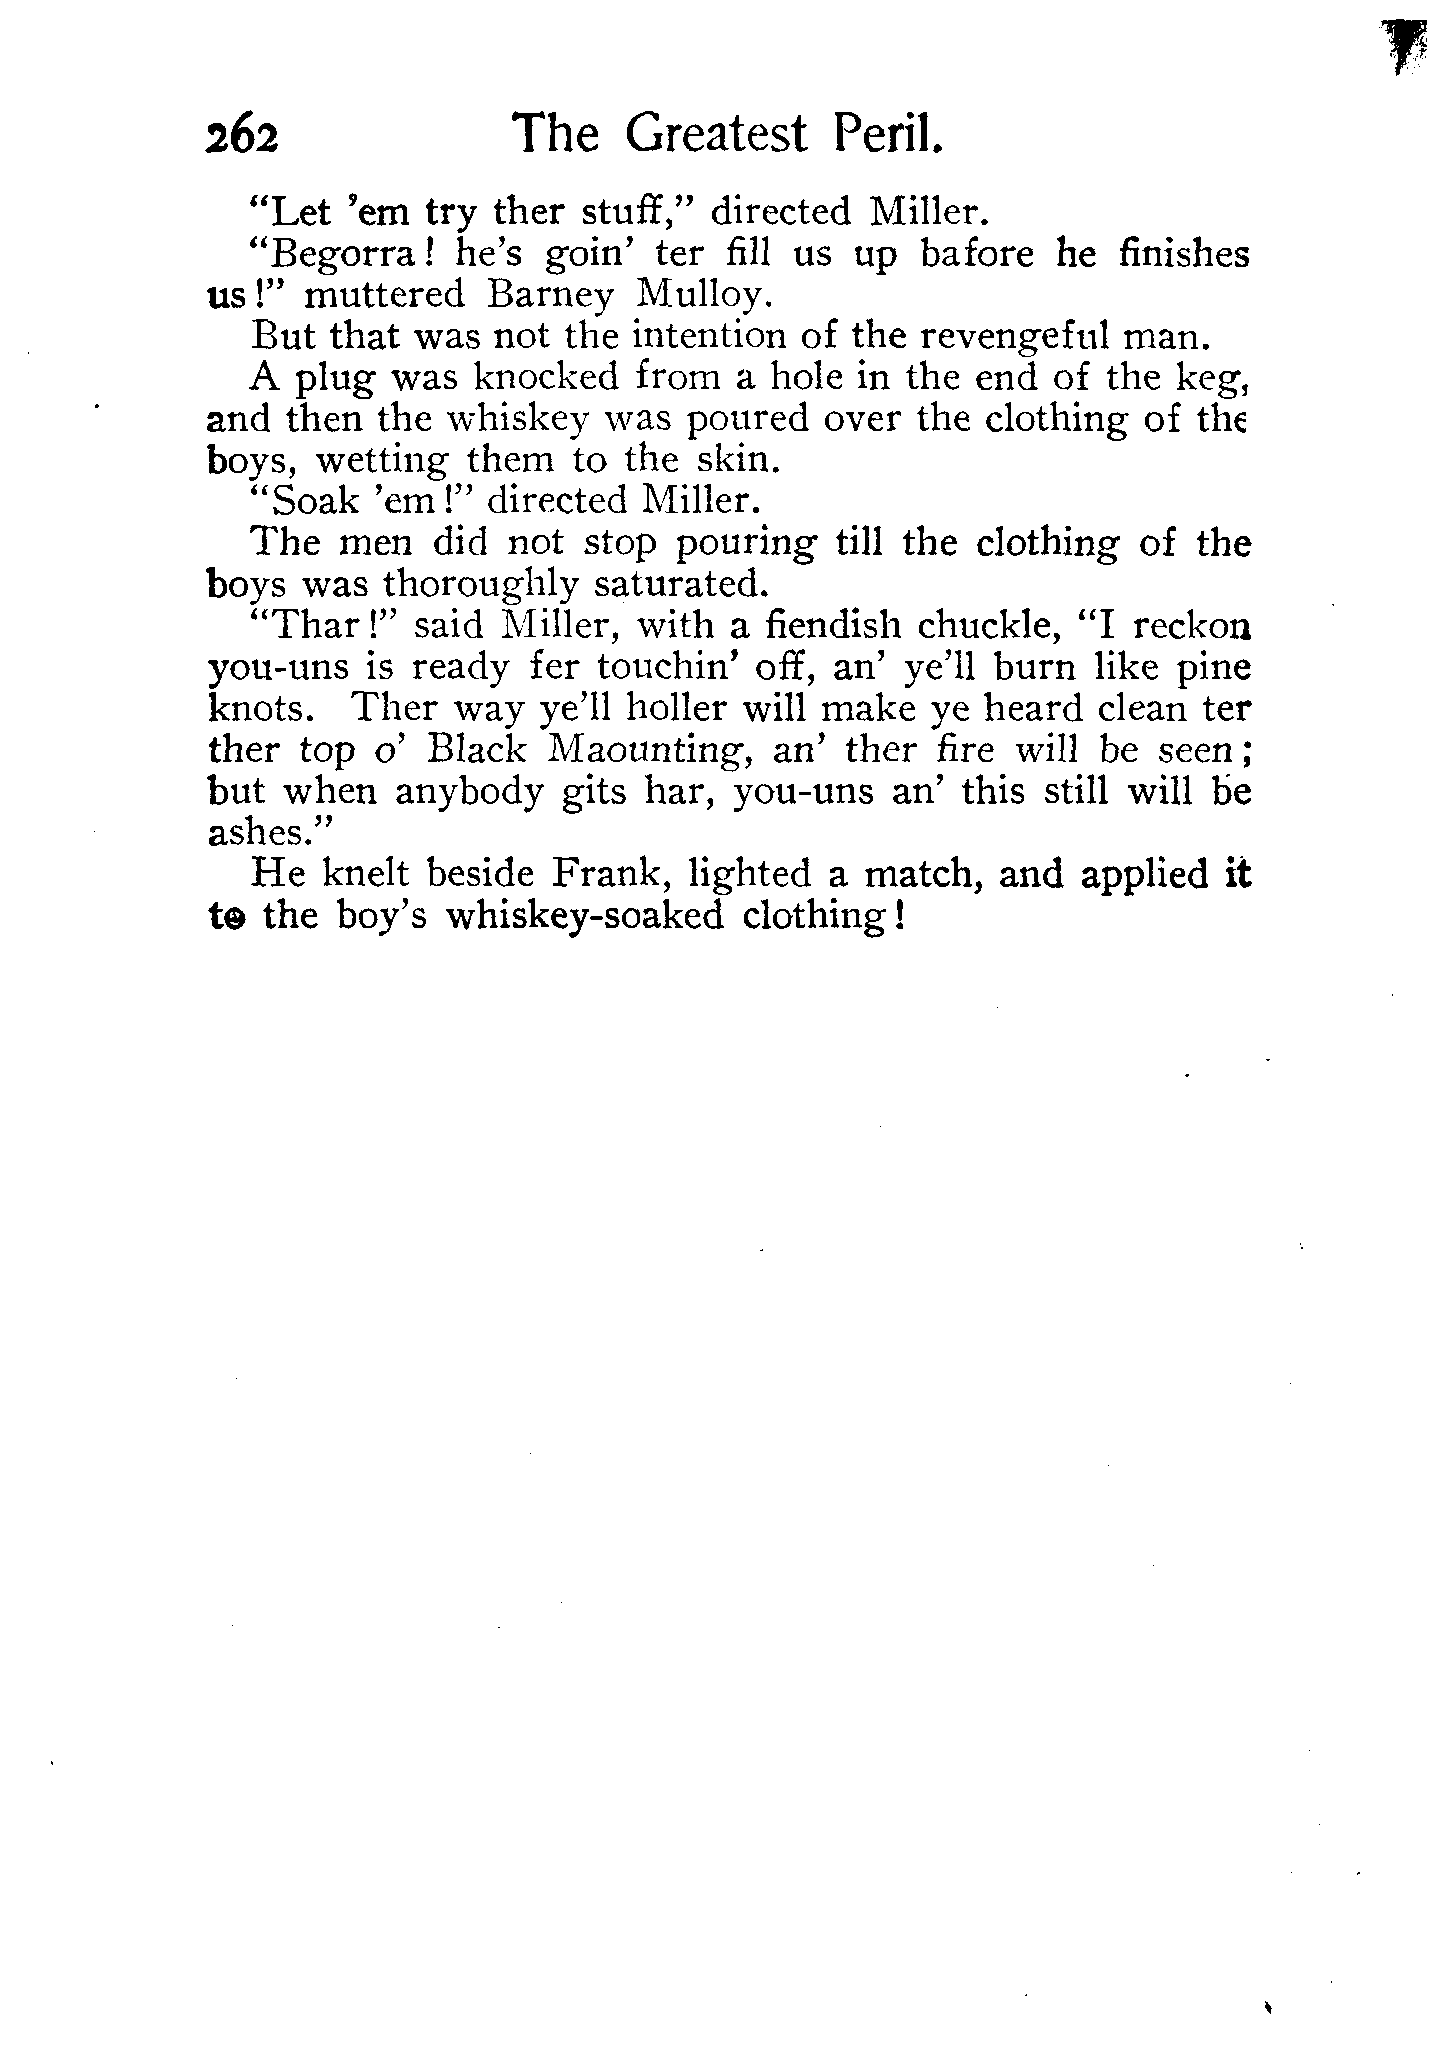 262 The Greatest Peril.
“Let ’em try ther stuff,” directed Miller.
“Begorra! he’s goin’ ter fill us up bafore he finishes
us!” muttered Barney Mulloy.
But that was not the intention of the revengeful man.
A plug was knocked from a hole in the end of the keg,
and then the whiskey was poured over the clothing of the
boys, wetting them to the skin.
“Soak ’em!” directed Miller.
The men did not stop pouring till the clothing of the
boys was thoroughly saturated.
“Thar!” said Miller, with a fiendish chuckle, “I reckon
you-uns is ready fer touchin’ off, an’ ye’ll burn like pine
knots. Ther way ye’ll holler will make ye heard clean ter
ther top o’ Black Maounting, an’ ther fire will be seen;
but when anybody gits har, you-uns an’ this still will be
ashes.”
He knelt beside Frank, lighted a match, and applied it
to the boy’s whiskey-soaked clothing!